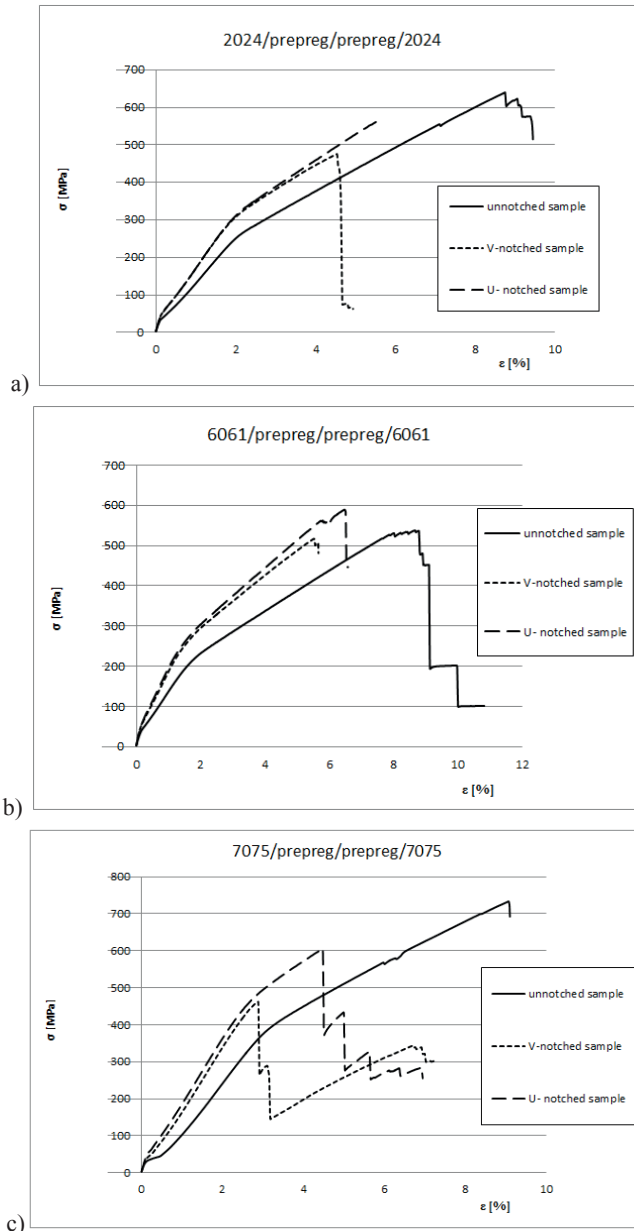 2024/prepreg/prepreg/2024
700
600
500
400
300
200
100
0
σ [MPa]
0 2 4 6 8 10
ε [%]
unnotched sample
V-notched sample
U- notched sample
a)
6061/prepreg/prepreg/6061
700
600
500
400
300
200
100
0
σ [MPa]
0 2 4 6 8 10 12
ε [%]
unnotched sample
V-notched sample
U- notched sample
b)
7075/prepreg/prepreg/7075
800
700
600
500
400
300
200
100
0
σ [MPa]
0 2 4 6 8 10
ε [%]
unnotched sample
V-notched sample
U- notched sample
c)